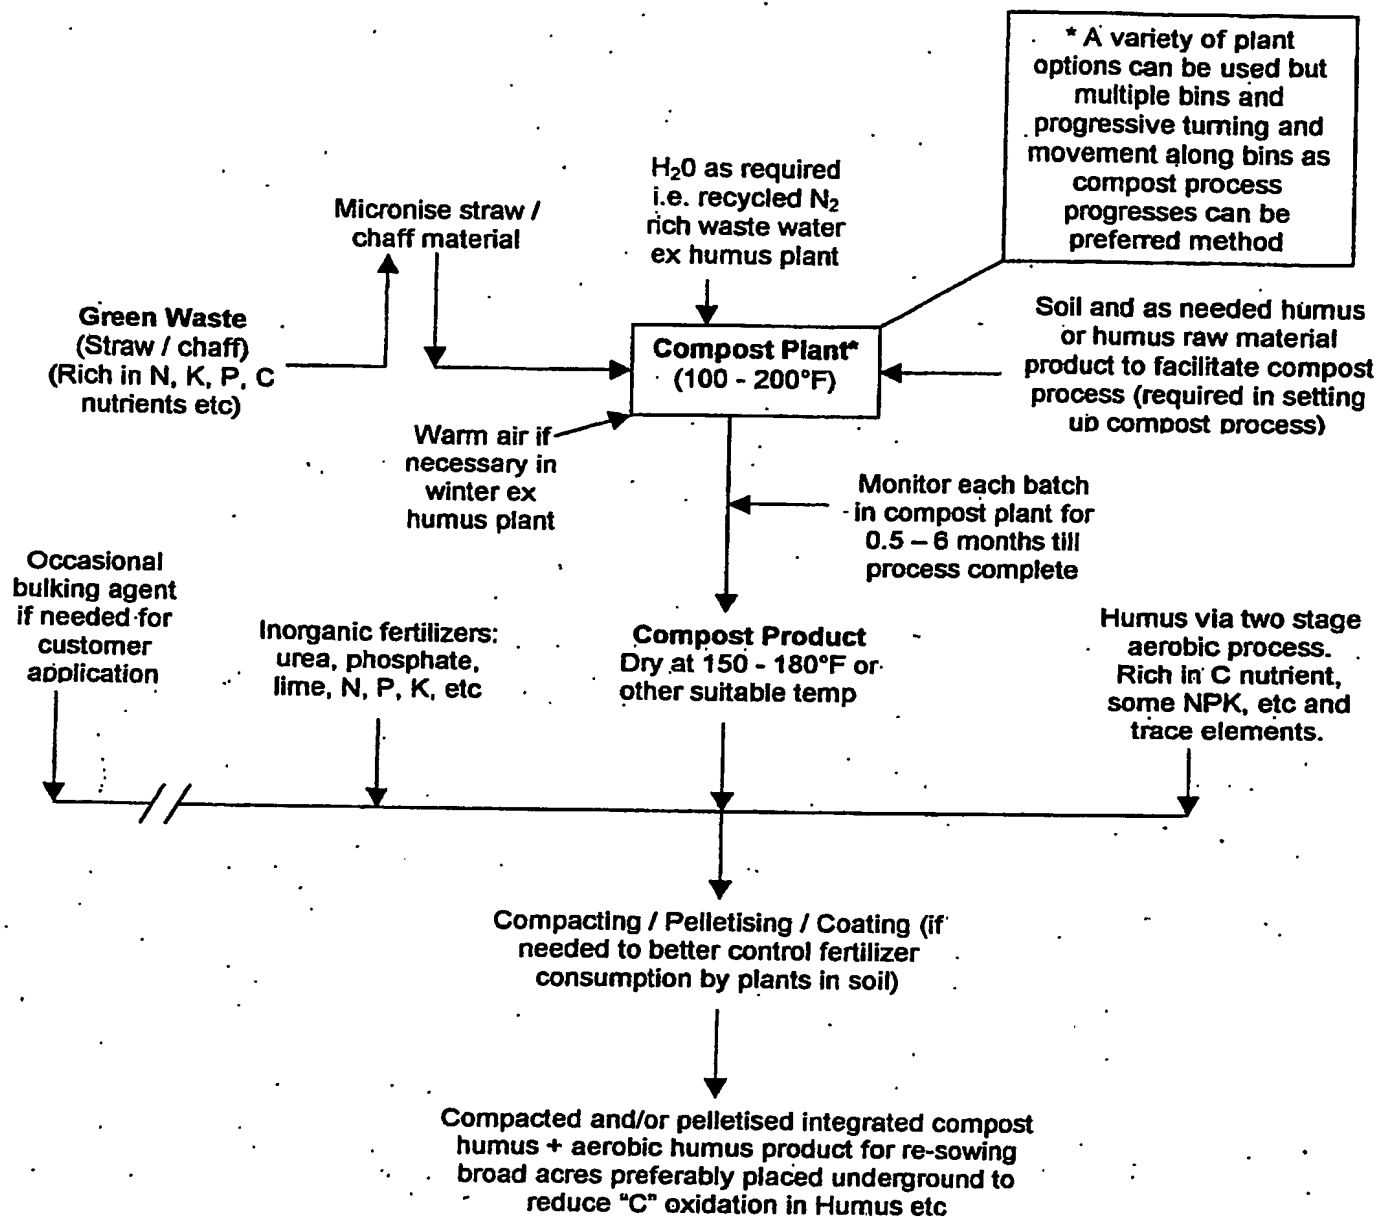 * A variety of plant
options can be used but
multiple bins and
progressive turning and
movement along bins as
compost process
progresses can be
preferred method
H₂0 as required
i.e. recycled N₂
rich waste water
ex humus plant
Micronise straw /
chaff material
Green Waste
(Straw / chaff)
(Rich in N, K, P, C
nutrients etc)
Compost Plant*
(100 - 200°F)
Soil and as needed humus
or humus raw material
product to facilitate compost
process (required in setting
up compost process)
Warm air if
necessary in
winter ex
humus plant
Monitor each batch
in compost plant for
0.5 – 6 months till
process complete
Occasional
bulking agent
if needed for
customer
application
Inorganic fertilizers:
urea, phosphate,
lime, N, P, K, etc
Compost Product
Dry at 150 - 180°F or
other suitable temp
Humus via two stage
aerobic process.
Rich in C nutrient,
some NPK, etc and
trace elements.
Compacting / Pelletising / Coating (if
needed to better control fertilizer
consumption by plants in soil)
Compacted and/or pelletised integrated compost
humus + aerobic humus product for re-sowing
broad acres preferably placed underground to
reduce "C" oxidation in Humus etc